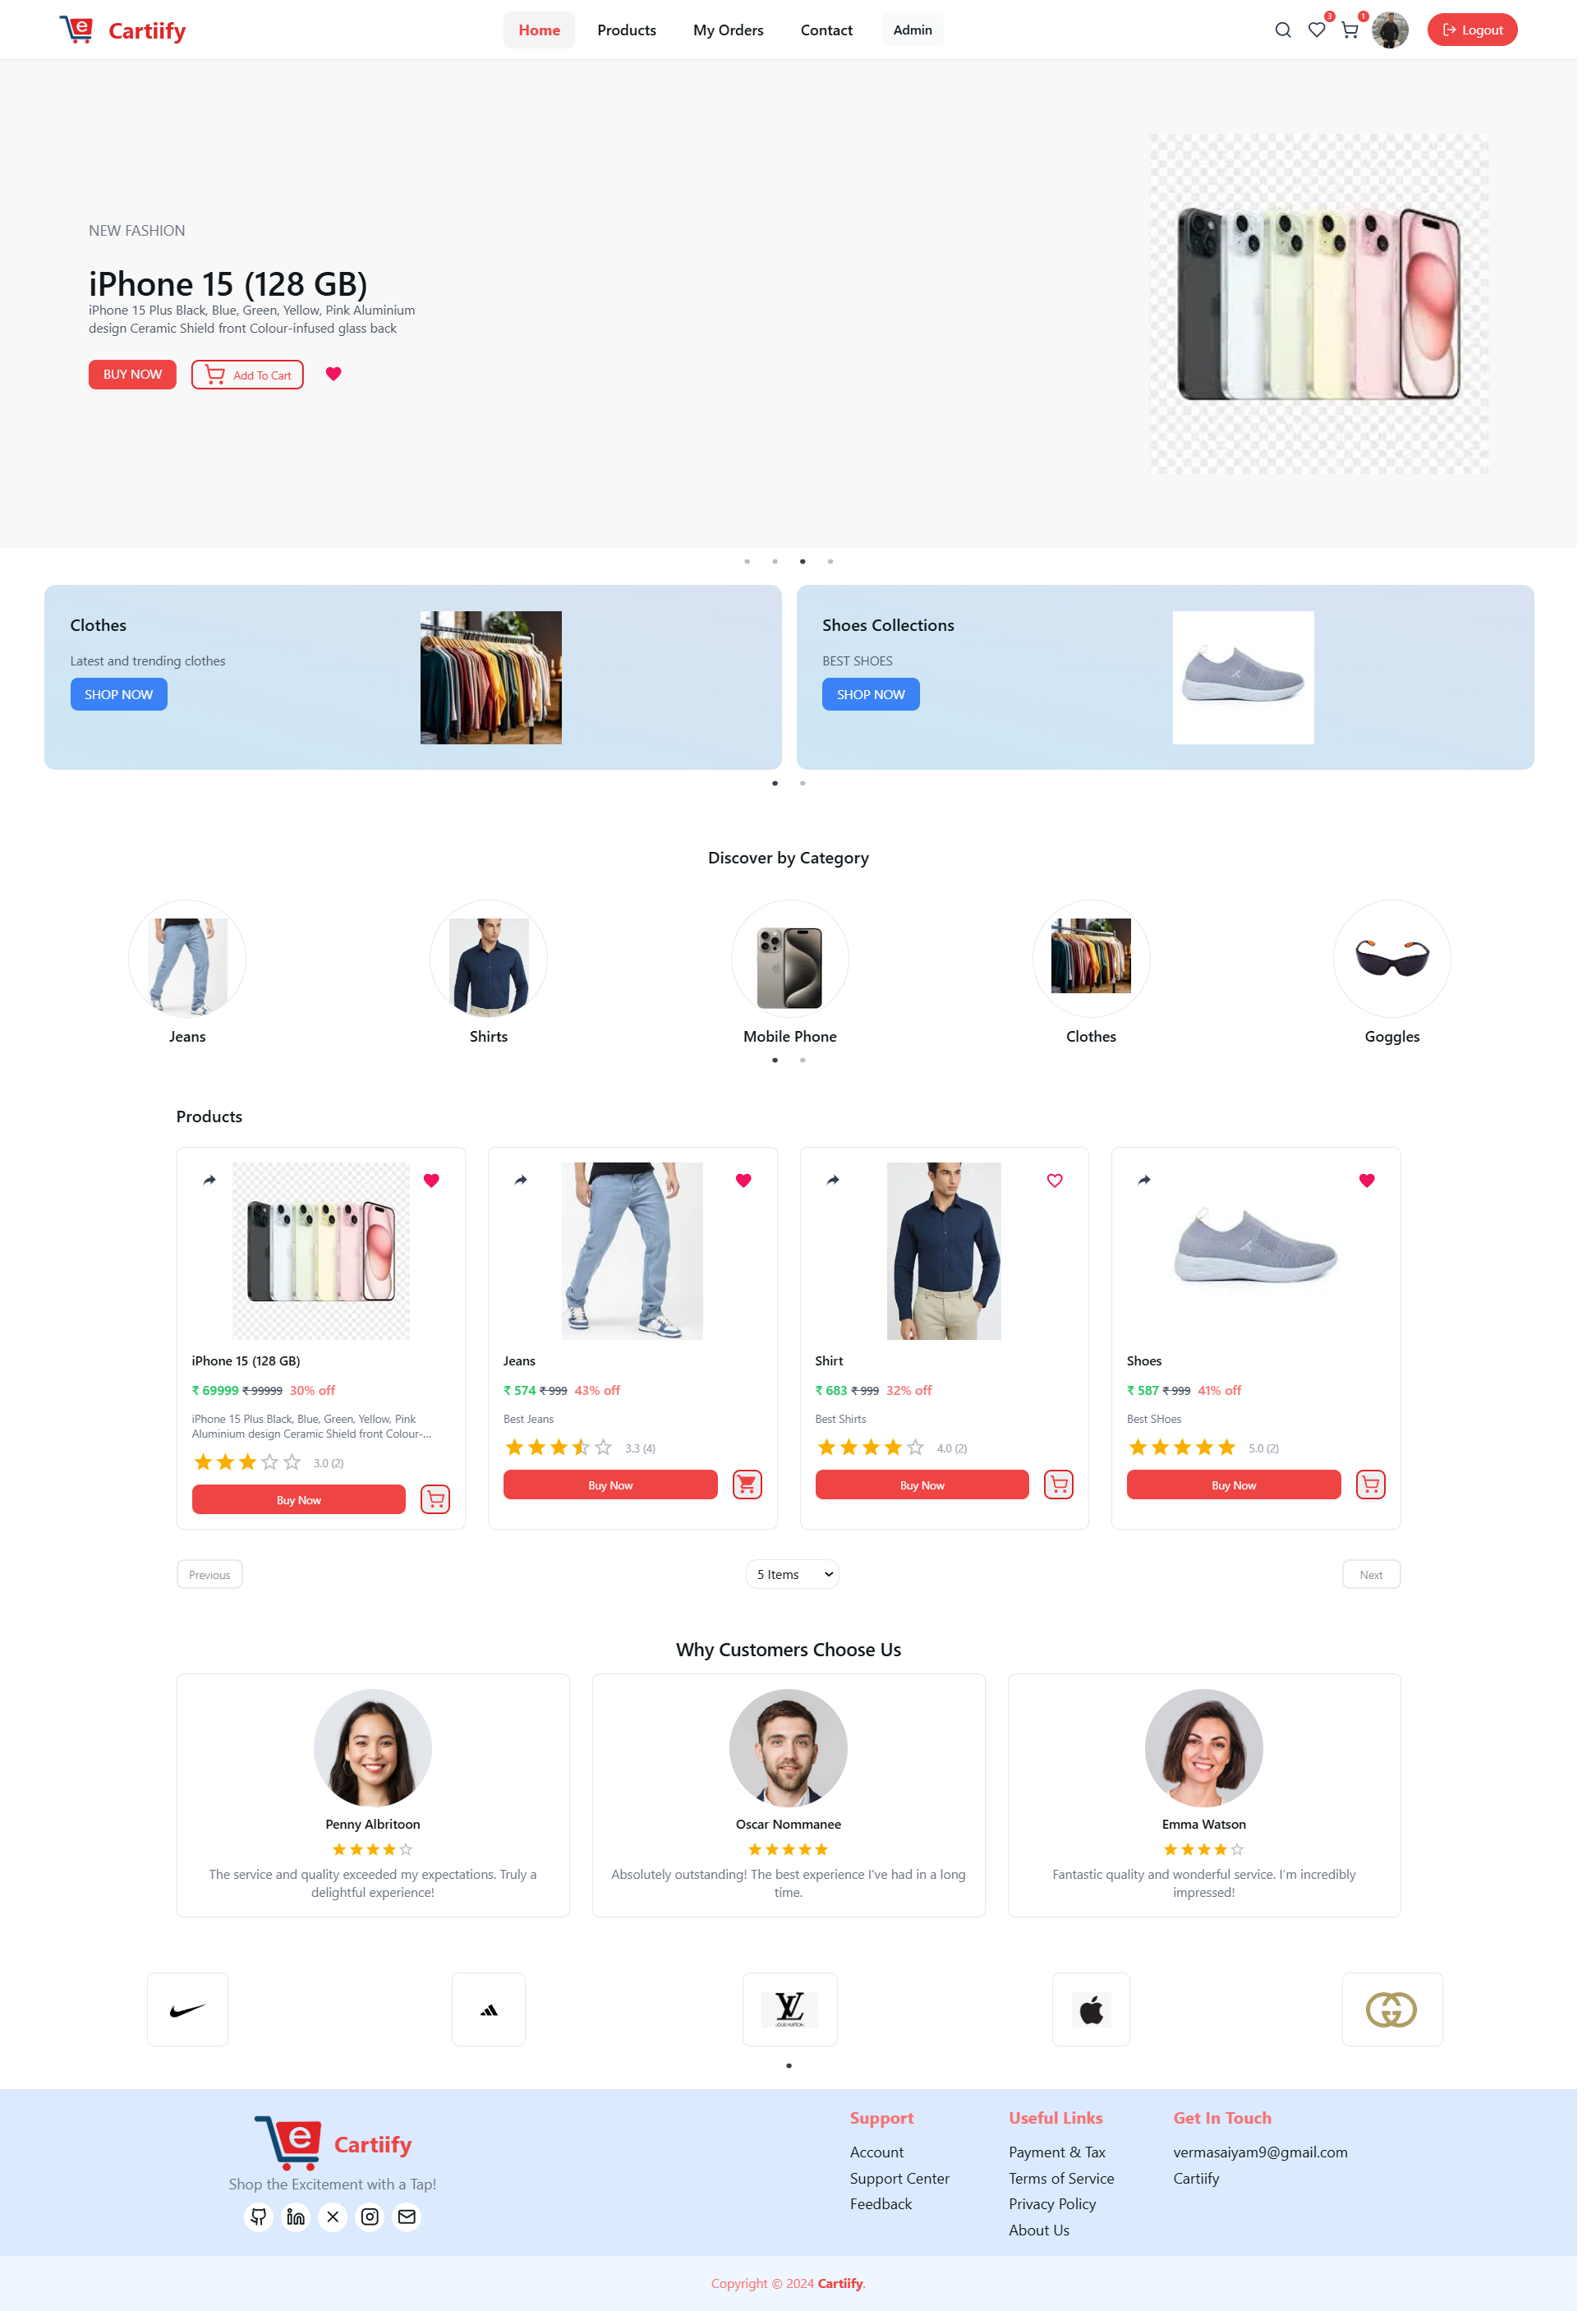 Cartiify
Home
Products
My Orders
Contact
Admin
3
1
Logout
NEW FASHION
iPhone 15 (128 GB)
iPhone 15 Plus Black, Blue, Green, Yellow, Pink Aluminium
design Ceramic Shield front Colour-infused glass back
BUY NOW
Add To Cart
Clothes
Latest and trending clothes
SHOP NOW
Shoes Collections
BEST SHOES
SHOP NOW
Discover by Category
Jeans
Shirts
Mobile Phone
Clothes
Goggles
Products
iPhone 15 (128 GB)
₹ 69999 ₹ 99999 30% off
iPhone 15 Plus Black, Blue, Green, Yellow, Pink
Aluminium design Ceramic Shield front Colour-...
3.0 (2)
Buy Now
Jeans
₹ 574 ₹ 999 43% off
Best Jeans
3.3 (4)
Buy Now
Shirt
₹ 683 ₹ 999 32% off
Best Shirts
4.0 (2)
Buy Now
Shoes
₹ 587 ₹ 999 41% off
Best SHoes
5.0 (2)
Buy Now
Previous
5 Items
Next
Why Customers Choose Us
Penny Albritoon
The service and quality exceeded my expectations. Truly a
delightful experience!
Oscar Nommanee
Absolutely outstanding! The best experience I've had in a long
time.
Emma Watson
Fantastic quality and wonderful service. I'm incredibly
impressed!
LOUIS VUITTON
Cartiify
Shop the Excitement with a Tap!
Support
Account
Support Center
Feedback
Useful Links
Payment & Tax
Terms of Service
Privacy Policy
About Us
Get In Touch
vermasaiyam9@gmail.com
Cartiify
Copyright © 2024 Cartiify.